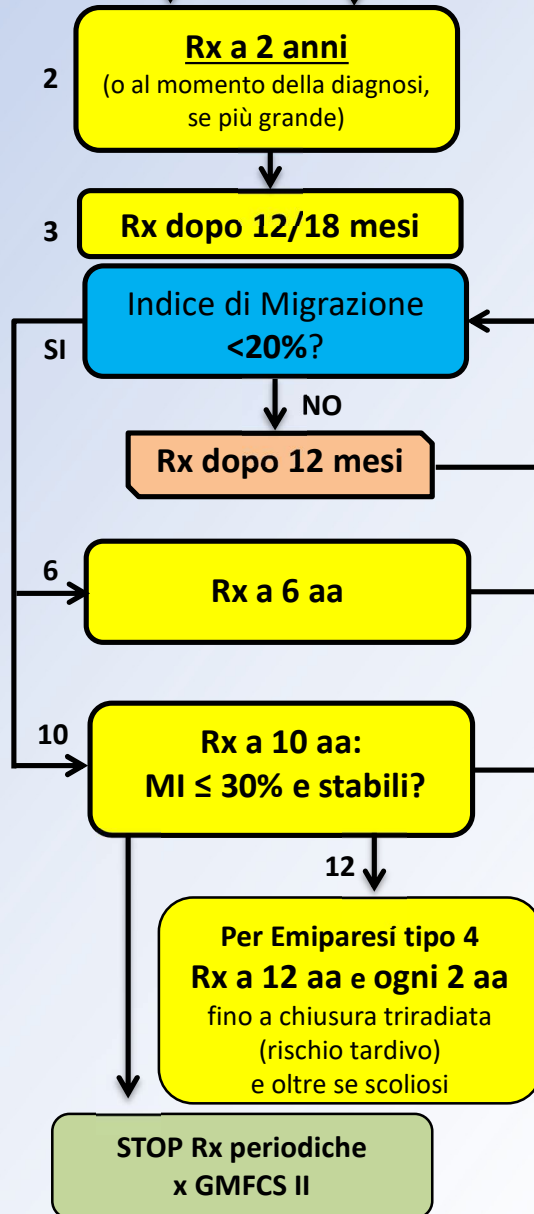 2
Rx a 2 anni
(o al momento della diagnosi,
se più grande)
3
Rx dopo 12/18 mesi
Indice di Migrazione
<20%?
SI
NO
Rx dopo 12 mesi
6
Rx a 6 aa
10
Rx a 10 aa:
MI ≤ 30% e stabili?
12
Per Emiparesí tipo 4
Rx a 12 aa e ogni 2 aa
fino a chiusura triradiata
(rischio tardivo)
e oltre se scoliosi
STOP Rx periodiche
x GMFCS II